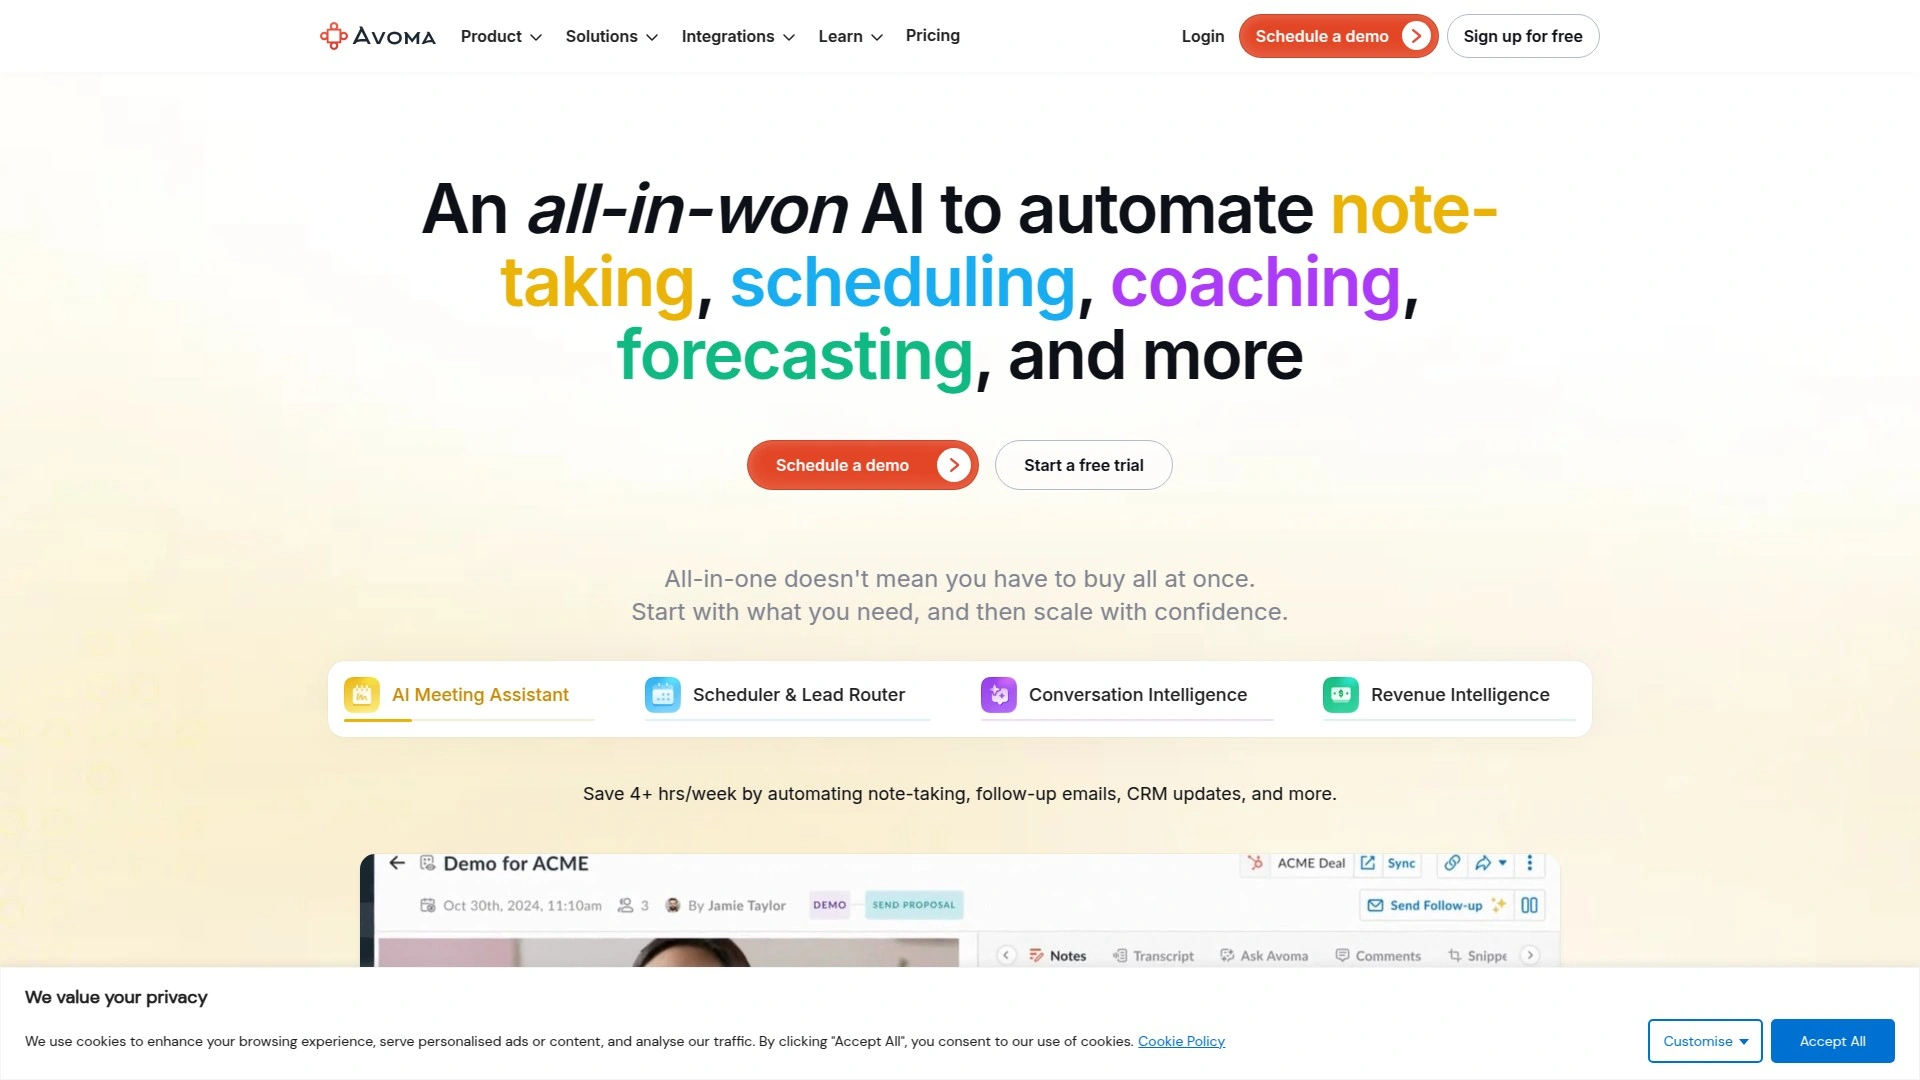 AVOMA Product Solutions Integrations Learn Pricing Login Schedule a demo Sign up for free
An all-in-won AI to automate note-
taking, scheduling, coaching,
forecasting, and more
Schedule a demo Start a free trial
All-in-one doesn't mean you have to buy all at once.
Start with what you need, and then scale with confidence.
AI Meeting Assistant Scheduler & Lead Router Conversation Intelligence Revenue Intelligence
Save 4+ hrs/week by automating note-taking, follow-up emails, CRM updates, and more.
Demo for ACME ACME Deal Sync
Oct 30th, 2024, 11:10am 3 By Jamie Taylor DEMO SEND PROPOSAL Send Follow-up
Notes Transcript Ask Avoma Comments Snippe
We value your privacy
We use cookies to enhance your browsing experience, serve personalised ads or content, and analyse our traffic. By clicking "Accept All", you consent to our use of cookies. Cookie Policy Customise Accept All